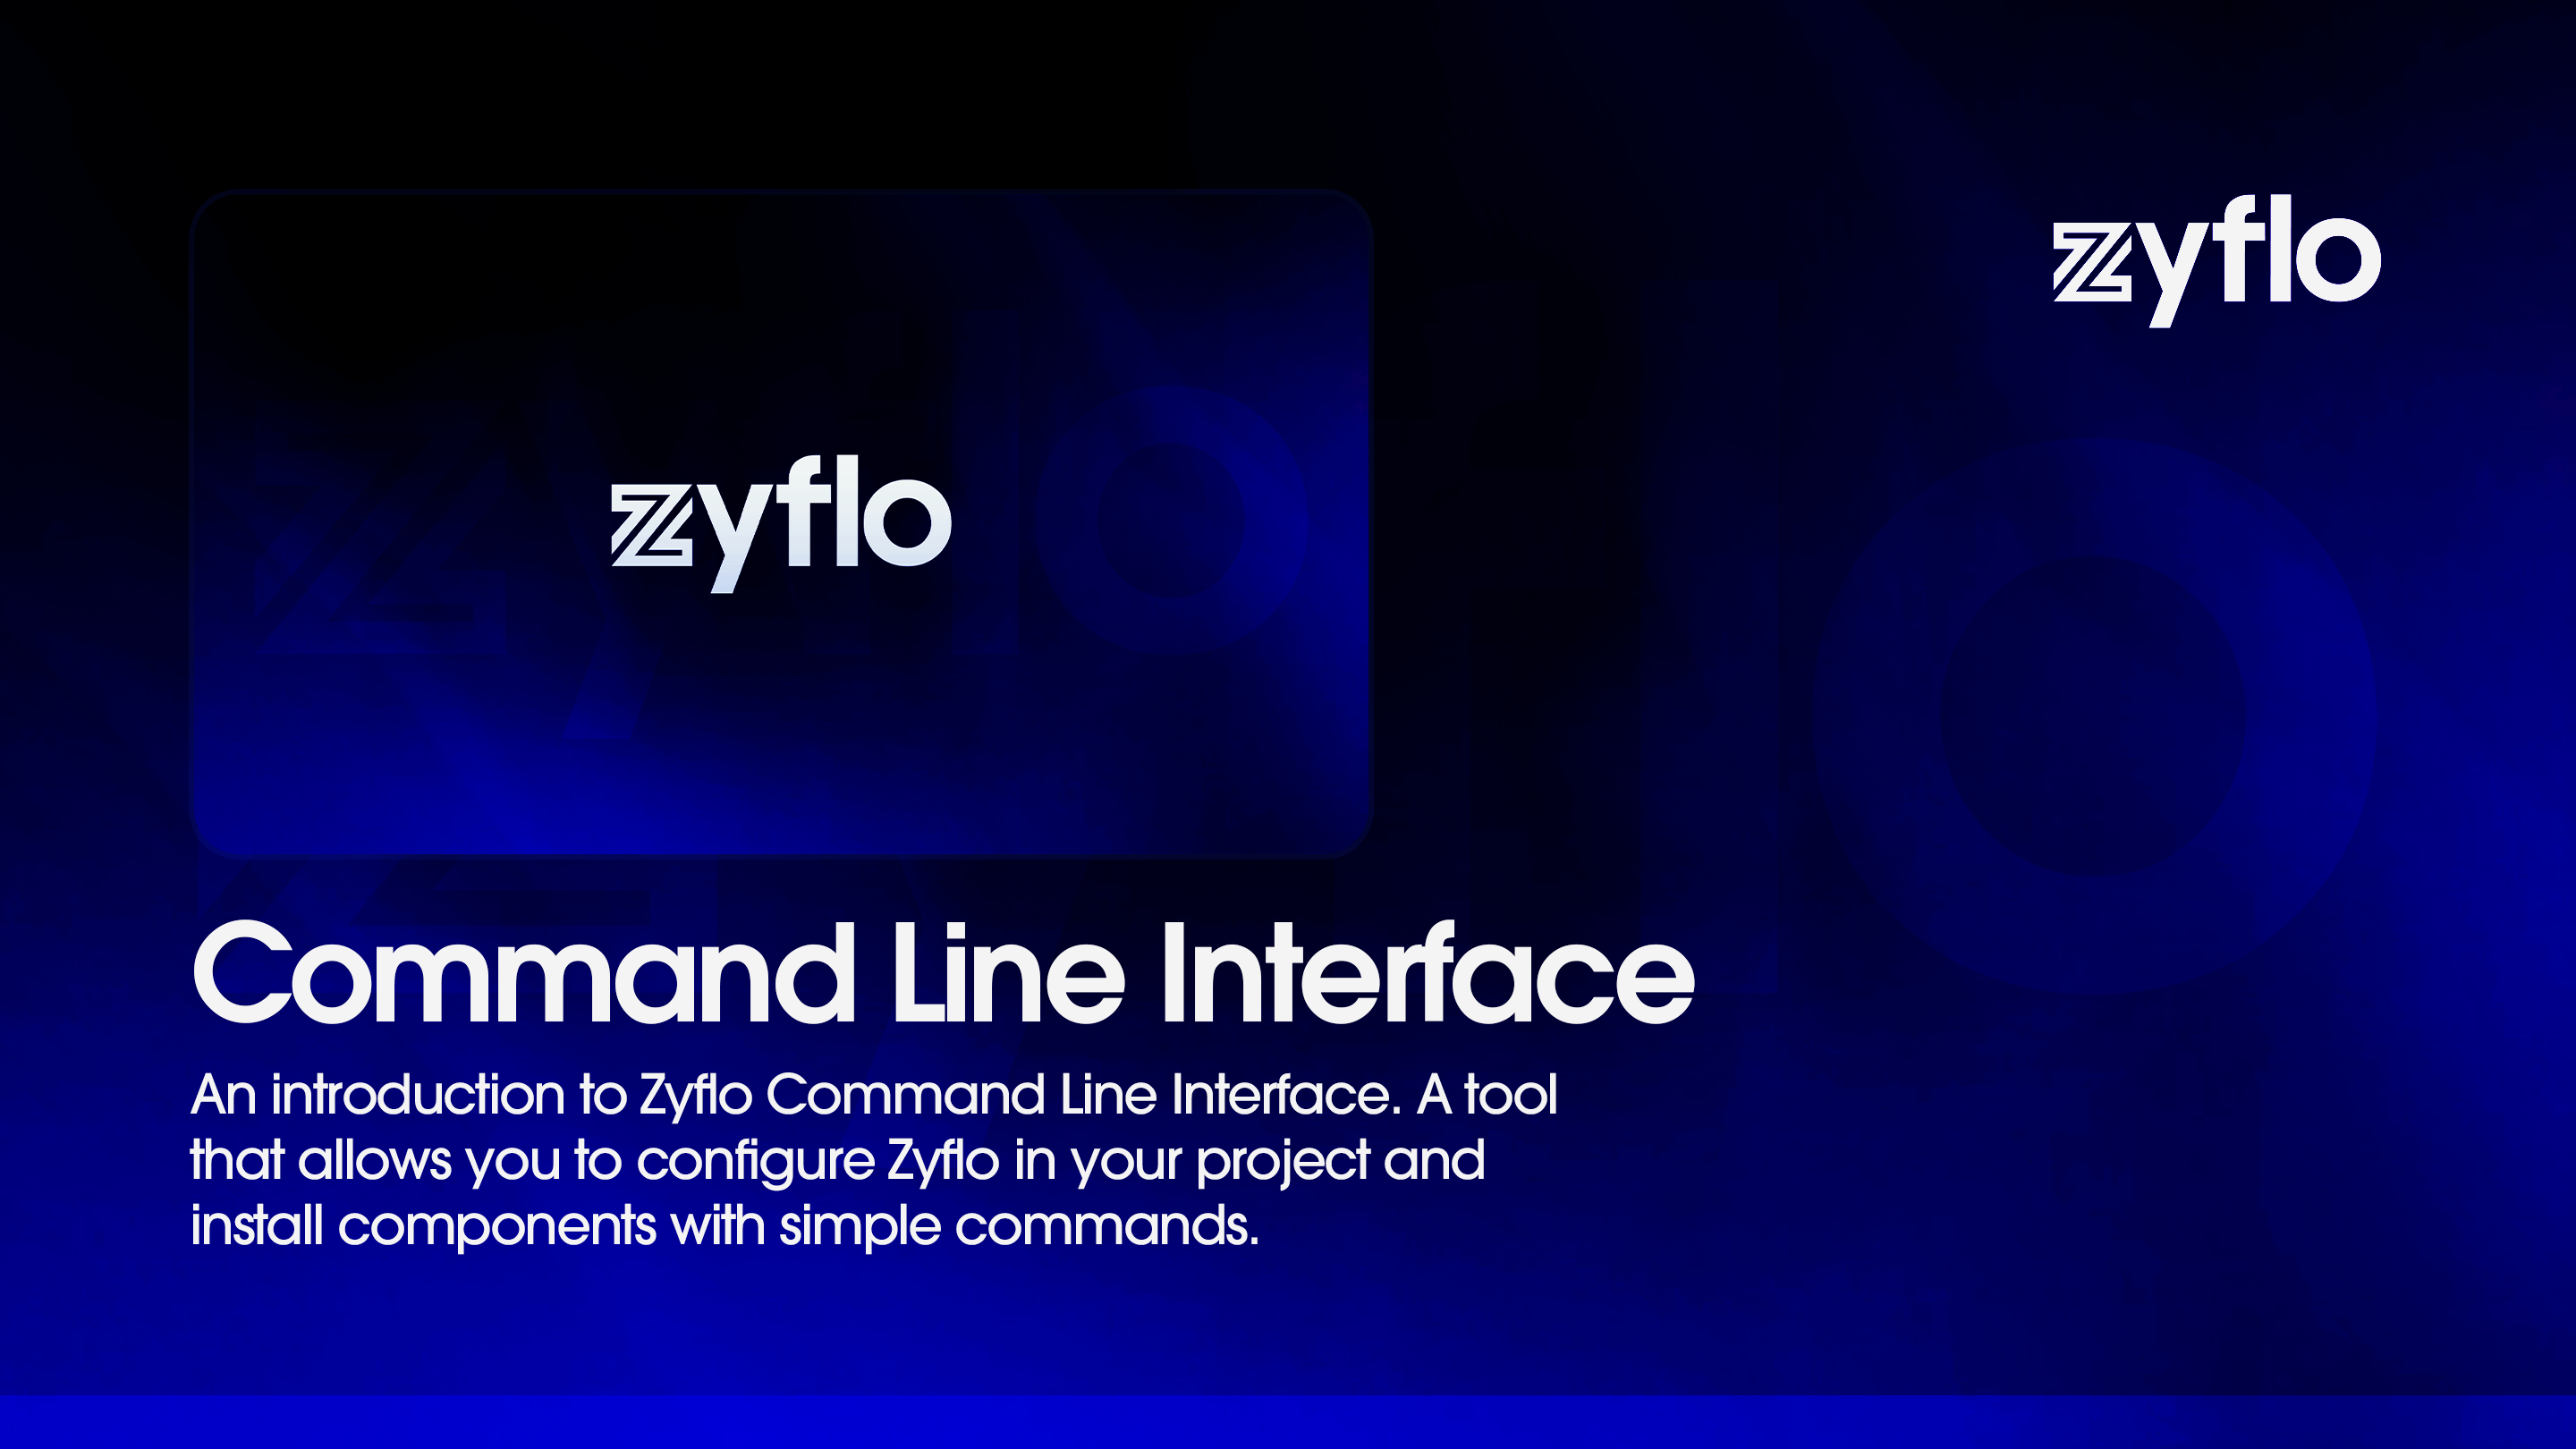 zyflo
zyflo
Command Line Interface
An introduction to Zyflo Command Line Interface. A tool
that allows you to configure Zyflo in your project and
install components with simple commands.